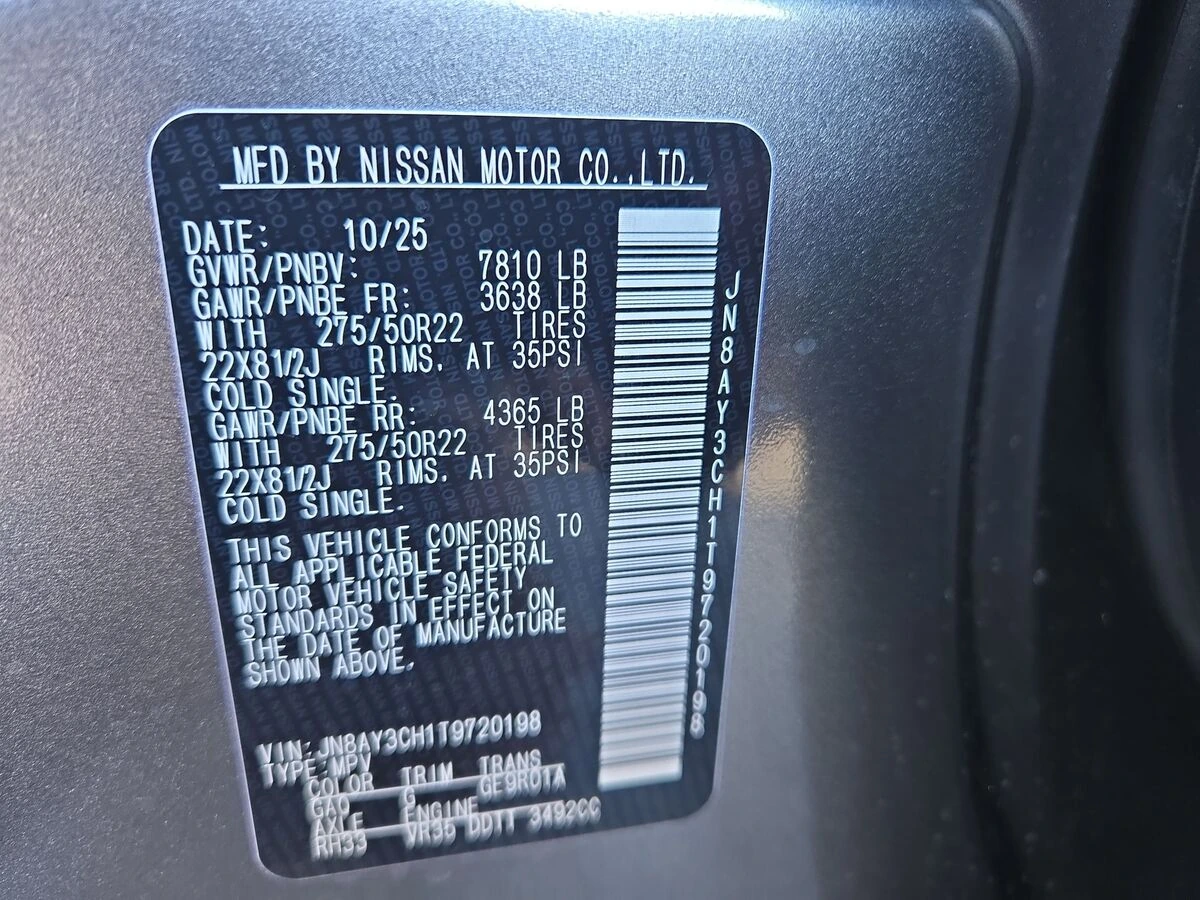 MFD BY NISSAN MOTOR CO.,LTD.
DATE: 10/25
GVWR/PNBV: 7810 LB
GAWR/PNBE FR: 3638 LB
WITH 275/50R22 TIRES
22X81/2J RIMS. AT 35PSI
COLD SINGLE.
GAWR/PNBE RR: 4365 LB
WITH 275/50R22 TIRES
22X81/2J RIMS. AT 35PSI
COLD SINGLE.
THIS VEHICLE CONFORMS TO
ALL APPLICABLE FEDERAL
MOTOR VEHICLE SAFETY
STANDARDS IN EFFECT ON
THE DATE OF MANUFACTURE
SHOWN ABOVE.
VIN:JN8AY3CH1T9720198
TYPE:MPV
COLOR TRIM TRANS
GAQ G GE9R01A
AXLE ENGINE
RH33 VR35 DDTT 3492CC
JN8AY3CH1T9720198